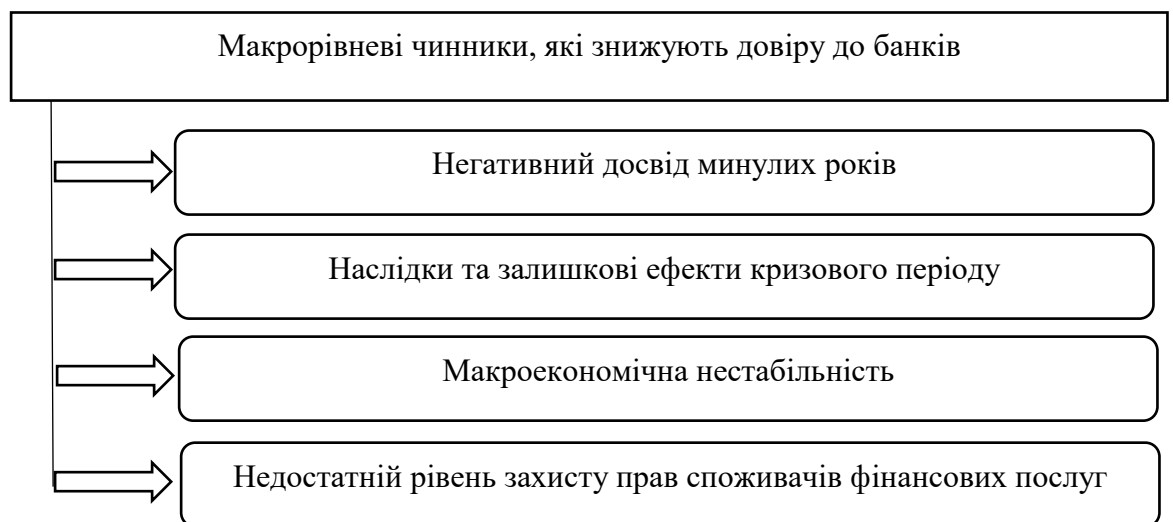 Макрорівневі чинники, які знижують довіру до банків
Негативний досвід минулих років
Наслідки та залишкові ефекти кризового періоду
Макроекономічна нестабільність
Недостатній рівень захисту прав споживачів фінансових послуг